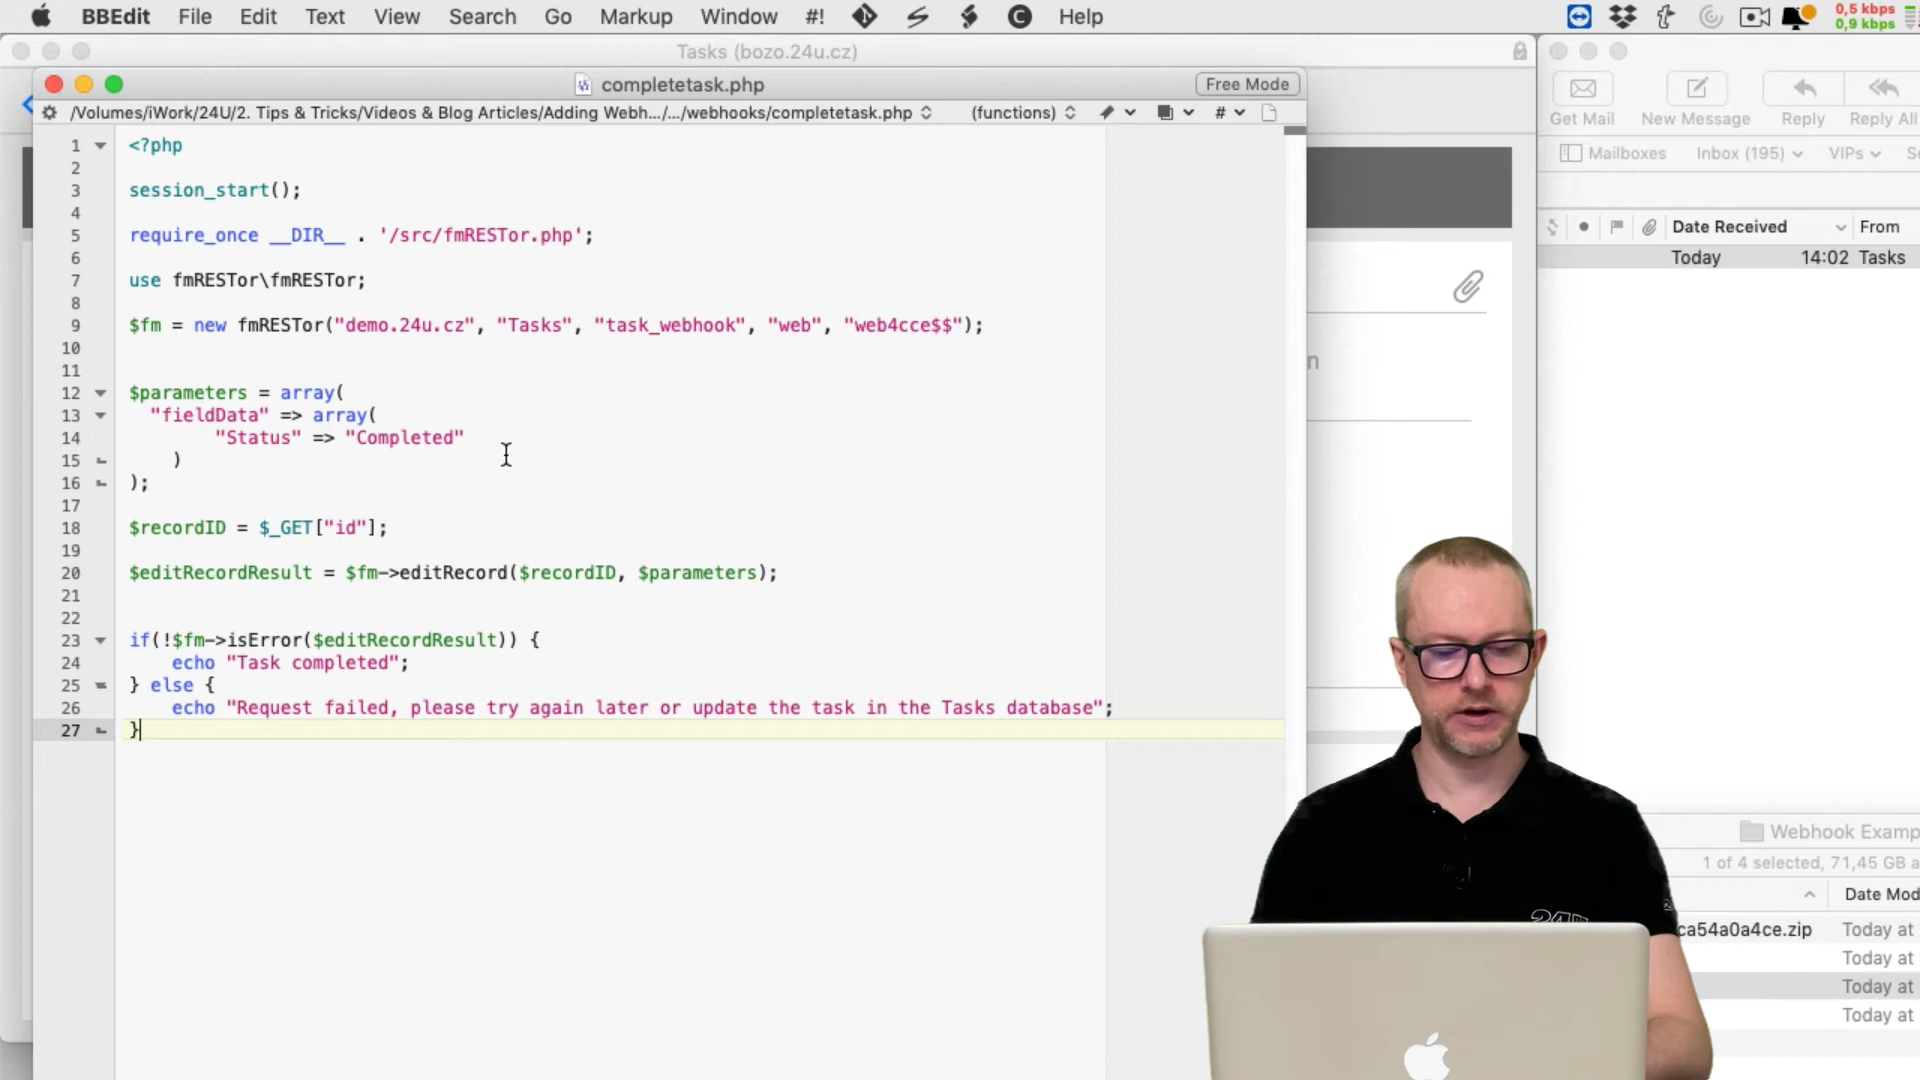 BBEdit File Edit Text View Search Go Markup Window #! Help
0,5 kbps
0,9 kbps
Tasks (bozo.24u.cz)
completetask.php
Free Mode
/Volumes/iWork/24U/2. Tips & Tricks/Videos & Blog Articles/Adding Webh…/…/webhooks/completetask.php (functions) #
1 <?php
2
3 session_start();
4
5 require_once __DIR__ . '/src/fmRESTor.php';
6
7 use fmRESTor\fmRESTor;
8
9 $fm = new fmRESTor("demo.24u.cz", "Tasks", "task_webhook", "web", "web4cce$$");
10
11
12 $parameters = array(
13 "fieldData" => array(
14 "Status" => "Completed"
15 )
16 );
17
18 $recordID = $_GET["id"];
19
20 $editRecordResult = $fm->editRecord($recordID, $parameters);
21
22
23 if(!$fm->isError($editRecordResult)) {
24 echo "Task completed";
25 } else {
26 echo "Request failed, please try again later or update the task in the Tasks database";
27 }
Get Mail New Message Reply Reply All
Mailboxes Inbox (195) VIPs
Date Received From
Today 14:02 Tasks
Webhook Examp
1 of 4 selected, 71,45 GB a
Date Mod
ca54a0a4ce.zip Today at
Today at
Today at
Today at